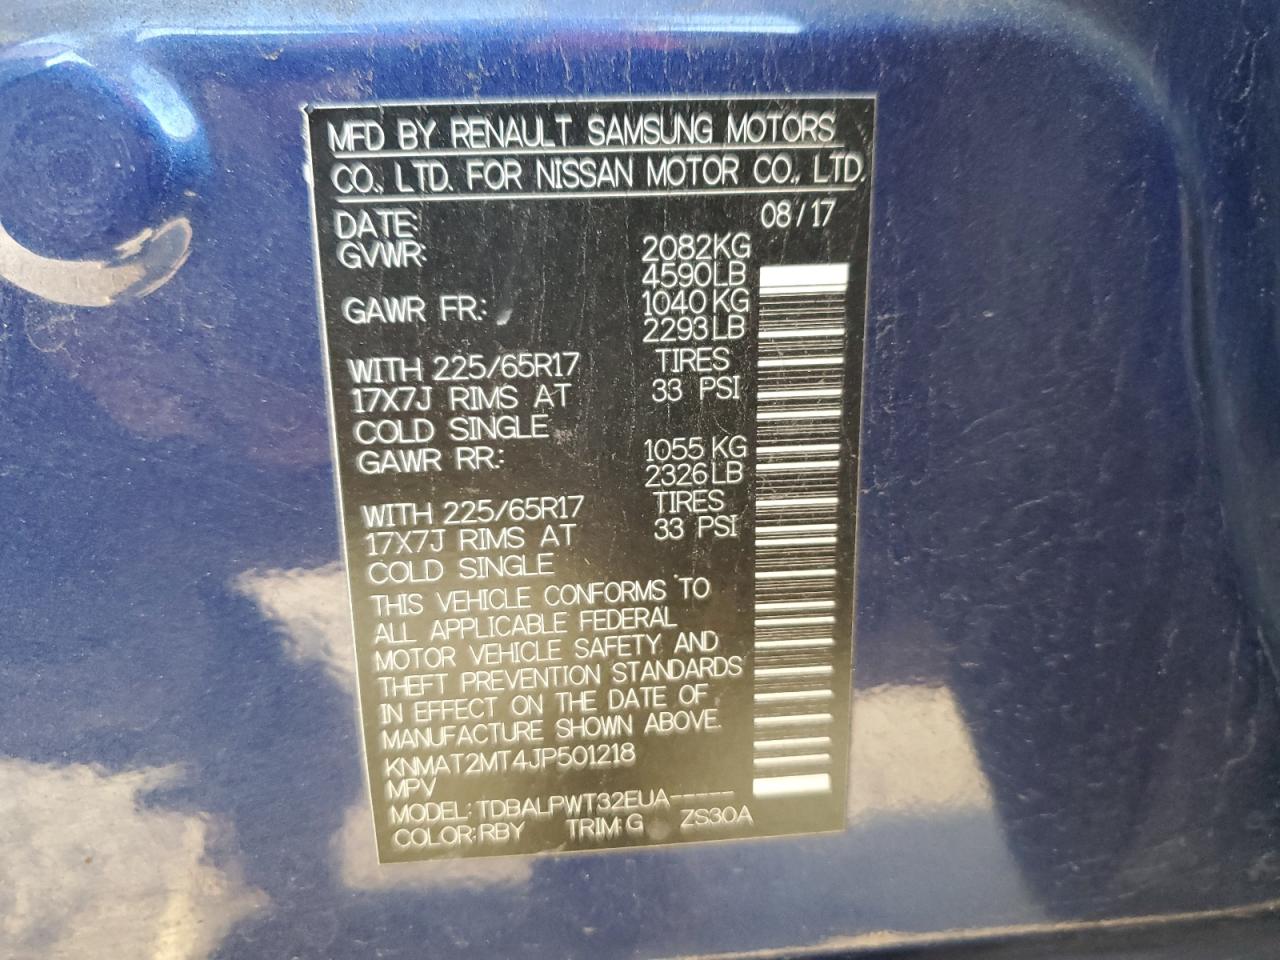 MFD BY RENAULT SAMSUNG MOTORS
CO., LTD. FOR NISSAN MOTOR CO., LTD.
DATE: 08/17
GVWR: 2082KG
4590LB
GAWR FR.: 1040KG
2293LB
WITH 225/65R17 TIRES
17X7J RIMS AT 33 PSI
COLD SINGLE
GAWR RR.: 1055KG
2326LB
WITH 225/65R17 TIRES
17X7J RIMS AT 33 PSI
COLD SINGLE
THIS VEHICLE CONFORMS TO
ALL APPLICABLE FEDERAL
MOTOR VEHICLE SAFETY AND
THEFT PREVENTION STANDARDS
IN EFFECT ON THE DATE OF
MANUFACTURE SHOWN ABOVE.
KNMAT2MT4JP501218
MPV
MODEL: TDBALPWT32EUA-----
COLOR:RBY TRIM:G ZS30A